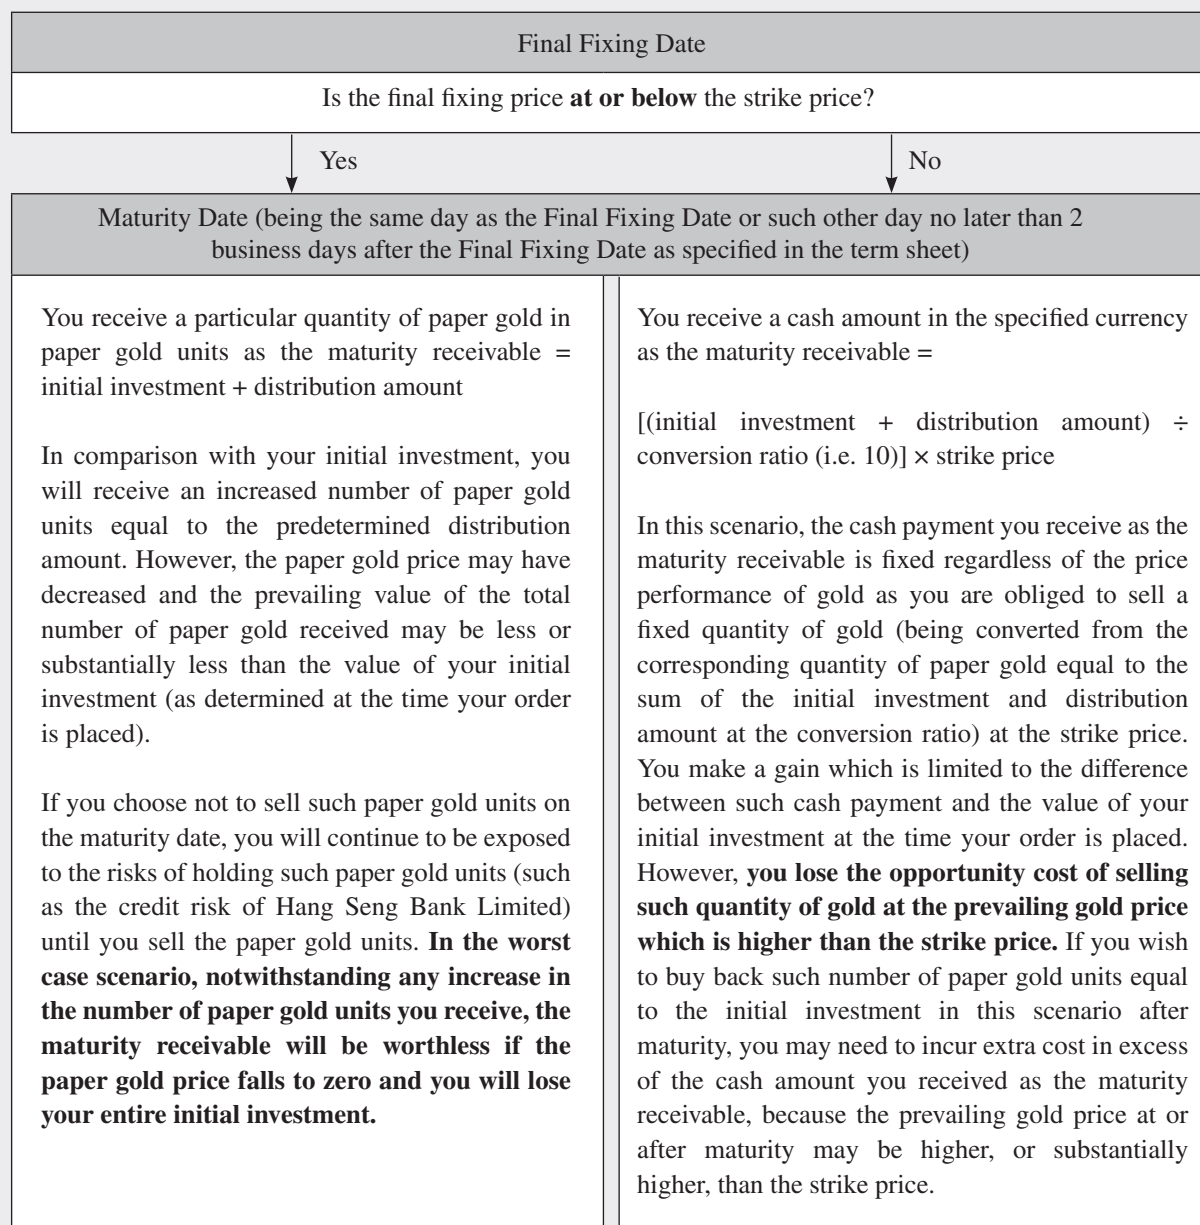 Final Fixing Date
Is the final fixing price at or below the strike price?
Yes
No
Maturity Date (being the same day as the Final Fixing Date or such other day no later than 2
business days after the Final Fixing Date as specified in the term sheet)
You receive a particular quantity of paper gold in
paper gold units as the maturity receivable =
initial investment + distribution amount
In comparison with your initial investment, you
will receive an increased number of paper gold
units equal to the predetermined distribution
amount. However, the paper gold price may have
decreased and the prevailing value of the total
number of paper gold received may be less or
substantially less than the value of your initial
investment (as determined at the time your order
is placed).
If you choose not to sell such paper gold units on
the maturity date, you will continue to be exposed
to the risks of holding such paper gold units (such
as the credit risk of Hang Seng Bank Limited)
until you sell the paper gold units. In the worst
case scenario, notwithstanding any increase in
the number of paper gold units you receive, the
maturity receivable will be worthless if the
paper gold price falls to zero and you will lose
your entire initial investment.
You receive a cash amount in the specified currency
as the maturity receivable =
[(initial investment + distribution amount) ÷
conversion ratio (i.e. 10)] × strike price
In this scenario, the cash payment you receive as the
maturity receivable is fixed regardless of the price
performance of gold as you are obliged to sell a
fixed quantity of gold (being converted from the
corresponding quantity of paper gold equal to the
sum of the initial investment and distribution
amount at the conversion ratio) at the strike price.
You make a gain which is limited to the difference
between such cash payment and the value of your
initial investment at the time your order is placed.
However, you lose the opportunity cost of selling
such quantity of gold at the prevailing gold price
which is higher than the strike price. If you wish
to buy back such number of paper gold units equal
to the initial investment in this scenario after
maturity, you may need to incur extra cost in excess
of the cash amount you received as the maturity
receivable, because the prevailing gold price at or
after maturity may be higher, or substantially
higher, than the strike price.